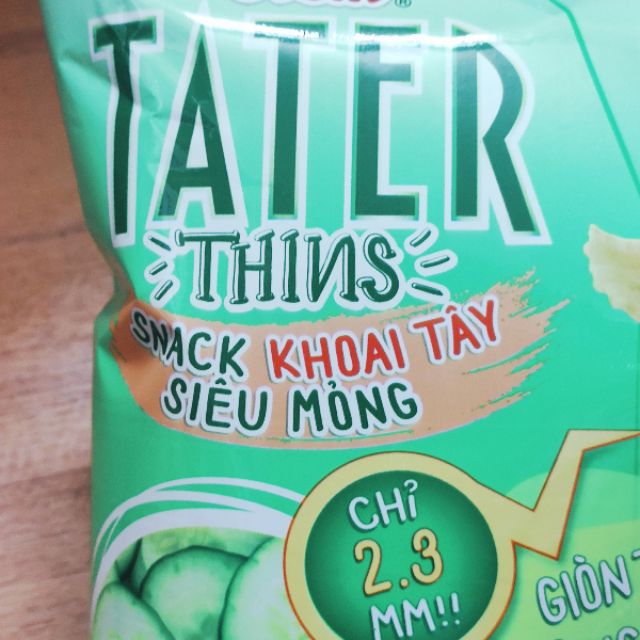 TATER
THINS
SNACK KHOAI TÂY
SIÊU MỎNG
CHỈ
2.3
MM!!
GIÒN